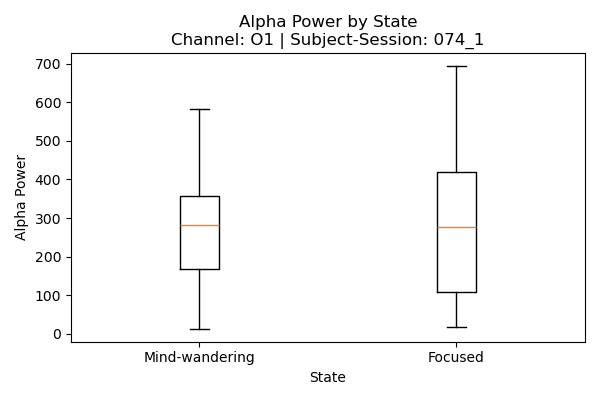 Alpha Power by State
Channel: O1 | Subject-Session: 074_1
Alpha Power
700
600
500
400
300
200
100
0
Mind-wandering
Focused
State